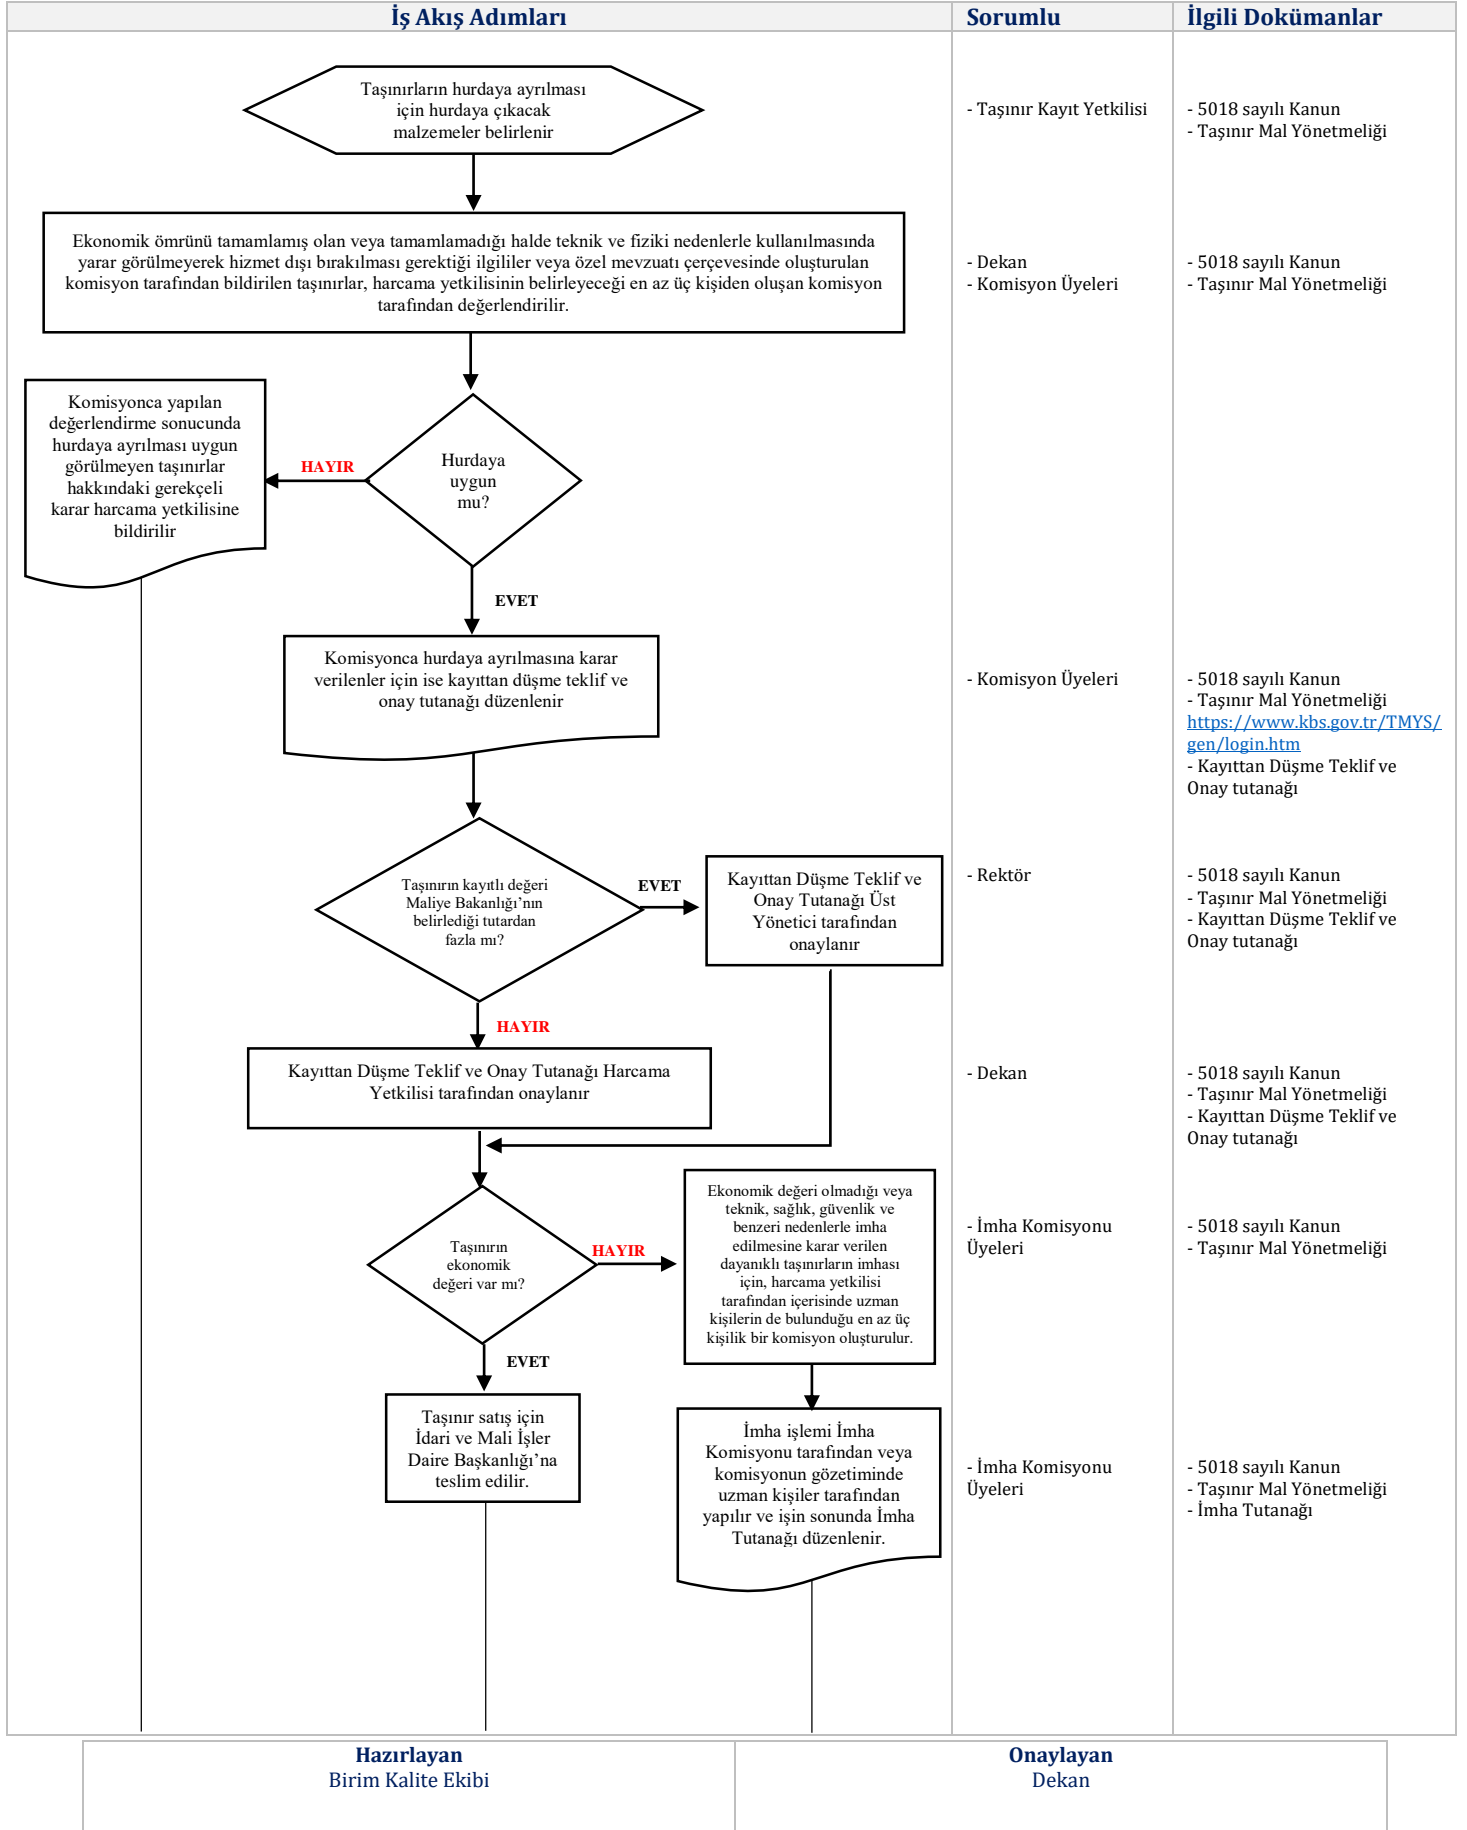 İş Akış Adımları
Sorumlu
İlgili Dokümanlar
Taşınırların hurdaya ayrılması
için hurdaya çıkacak
malzemeler belirlenir
- Taşınır Kayıt Yetkilisi
- 5018 sayılı Kanun
- Taşınır Mal Yönetmeliği
Ekonomik ömrünü tamamlamış olan veya tamamlamadığı halde teknik ve fiziki nedenlerle kullanılmasında
yarar görülmeyerek hizmet dışı bırakılması gerektiği ilgililer veya özel mevzuatı çerçevesinde oluşturulan
komisyon tarafından bildirilen taşınırlar, harcama yetkilisinin belirleyeceği en az üç kişiden oluşan komisyon
tarafından değerlendirilir.
- Dekan
- Komisyon Üyeleri
- 5018 sayılı Kanun
- Taşınır Mal Yönetmeliği
Komisyonca yapılan
değerlendirme sonucunda
hurdaya ayrılması uygun
görülmeyen taşınırlar
hakkındaki gerekçeli
karar harcama yetkilisine
bildirilir
HAYIR
Hurdaya
uygun
mu?
EVET
Komisyonca hurdaya ayrılmasına karar
verilenler için ise kayıttan düşme teklif ve
onay tutanağı düzenlenir
- Komisyon Üyeleri
- 5018 sayılı Kanun
- Taşınır Mal Yönetmeliği
https://www.kbs.gov.tr/TMYS/
gen/login.htm
- Kayıttan Düşme Teklif ve
Onay tutanağı
Taşınırın kayıtlı değeri
Maliye Bakanlığı’nın
belirlediği tutardan
fazla mı?
EVET
Kayıttan Düşme Teklif ve
Onay Tutanağı Üst
Yönetici tarafından
onaylanır
- Rektör
- 5018 sayılı Kanun
- Taşınır Mal Yönetmeliği
- Kayıttan Düşme Teklif ve
Onay tutanağı
HAYIR
Kayıttan Düşme Teklif ve Onay Tutanağı Harcama
Yetkilisi tarafından onaylanır
- Dekan
- 5018 sayılı Kanun
- Taşınır Mal Yönetmeliği
- Kayıttan Düşme Teklif ve
Onay tutanağı
Taşınırın
ekonomik
değeri var mı?
HAYIR
Ekonomik değeri olmadığı veya
teknik, sağlık, güvenlik ve
benzeri nedenlerle imha
edilmesine karar verilen
dayanıklı taşınırların imhası
için, harcama yetkilisi
tarafından içerisinde uzman
kişilerin de bulunduğu en az üç
kişilik bir komisyon oluşturulur.
- İmha Komisyonu
Üyeleri
- 5018 sayılı Kanun
- Taşınır Mal Yönetmeliği
EVET
Taşınır satış için
İdari ve Mali İşler
Daire Başkanlığı’na
teslim edilir.
İmha işlemi İmha
Komisyonu tarafından veya
komisyonun gözetiminde
uzman kişiler tarafından
yapılır ve işin sonunda İmha
Tutanağı düzenlenir.
- İmha Komisyonu
Üyeleri
- 5018 sayılı Kanun
- Taşınır Mal Yönetmeliği
- İmha Tutanağı
Hazırlayan
Birim Kalite Ekibi
Onaylayan
Dekan